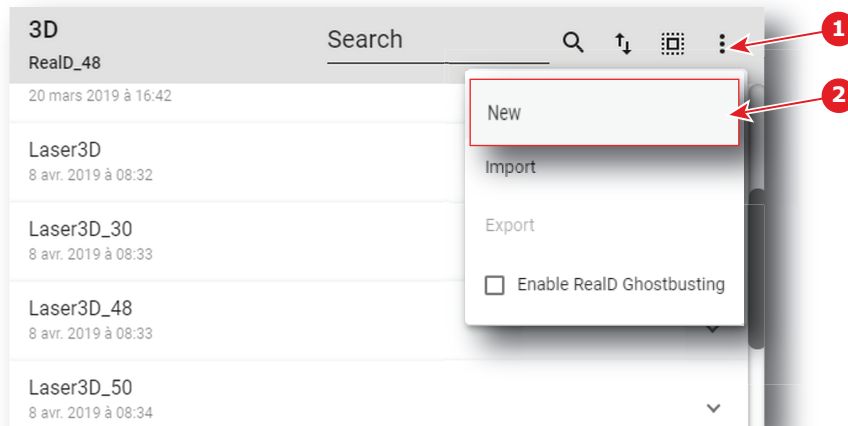 3D
RealD_48
Search
1
20 mars 2019 à 16:42
New
2
Laser3D
8 avr. 2019 à 08:32
Import
Laser3D_30
8 avr. 2019 à 08:33
Export
Enable RealD Ghostbusting
Laser3D_48
8 avr. 2019 à 08:33
Laser3D_50
8 avr. 2019 à 08:34